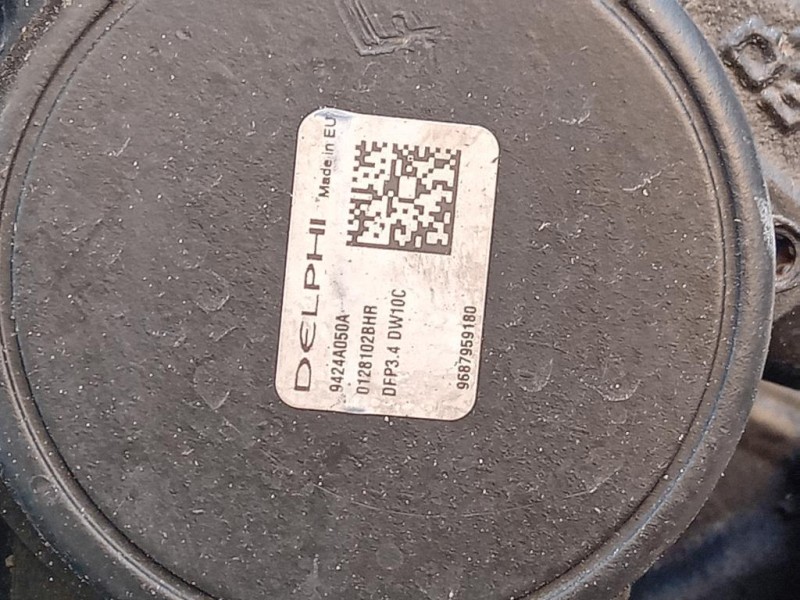 DELPHI
Made in EU
9424A050A
0128102BHR
DFP3.4 DW10C
9687959180